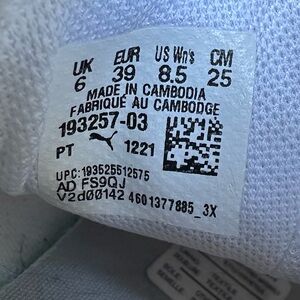 UK EUR US Wn's CM
6 39 8.5 25
MADE IN CAMBODIA
FABRIQUÉ AU CAMBODGE
193257-03
PT 1221
UPC:193525512575
AD FS9QJ
V2d00142 4601377885_3X